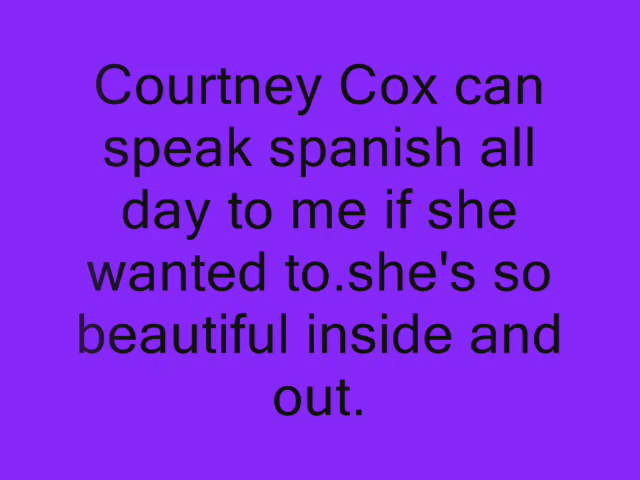 Courtney Cox can
speak spanish all
day to me if she
wanted to.she's so
beautiful inside and
out.